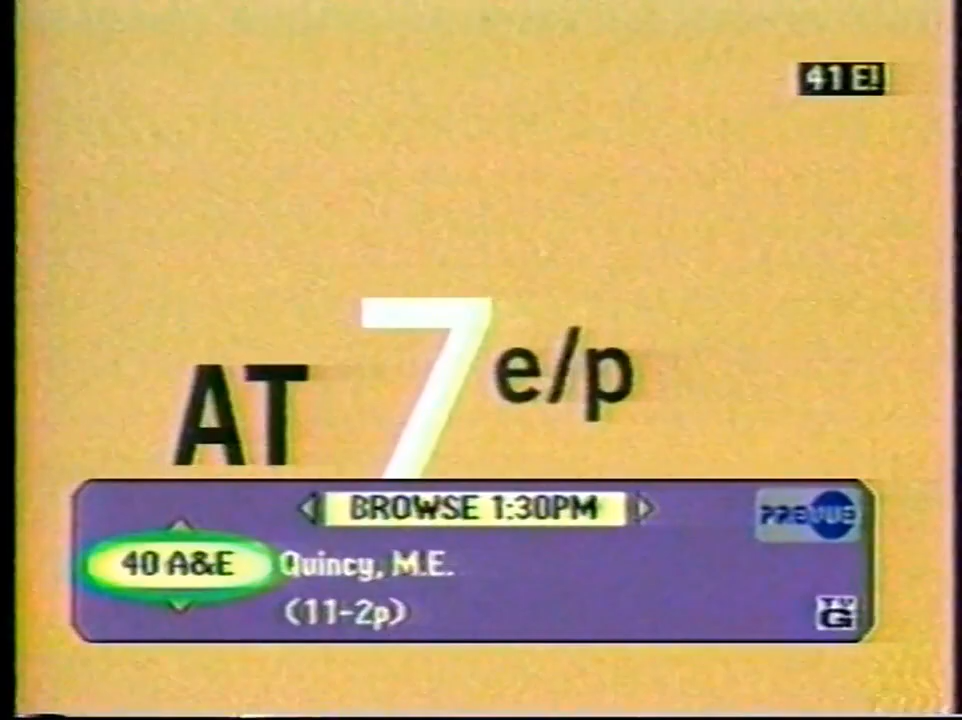 41 E!
AT 7 e/p
BROWSE 1:30PM
PREVUE
40 A&E Quincy, M.E.
(11-2p)
TV
G